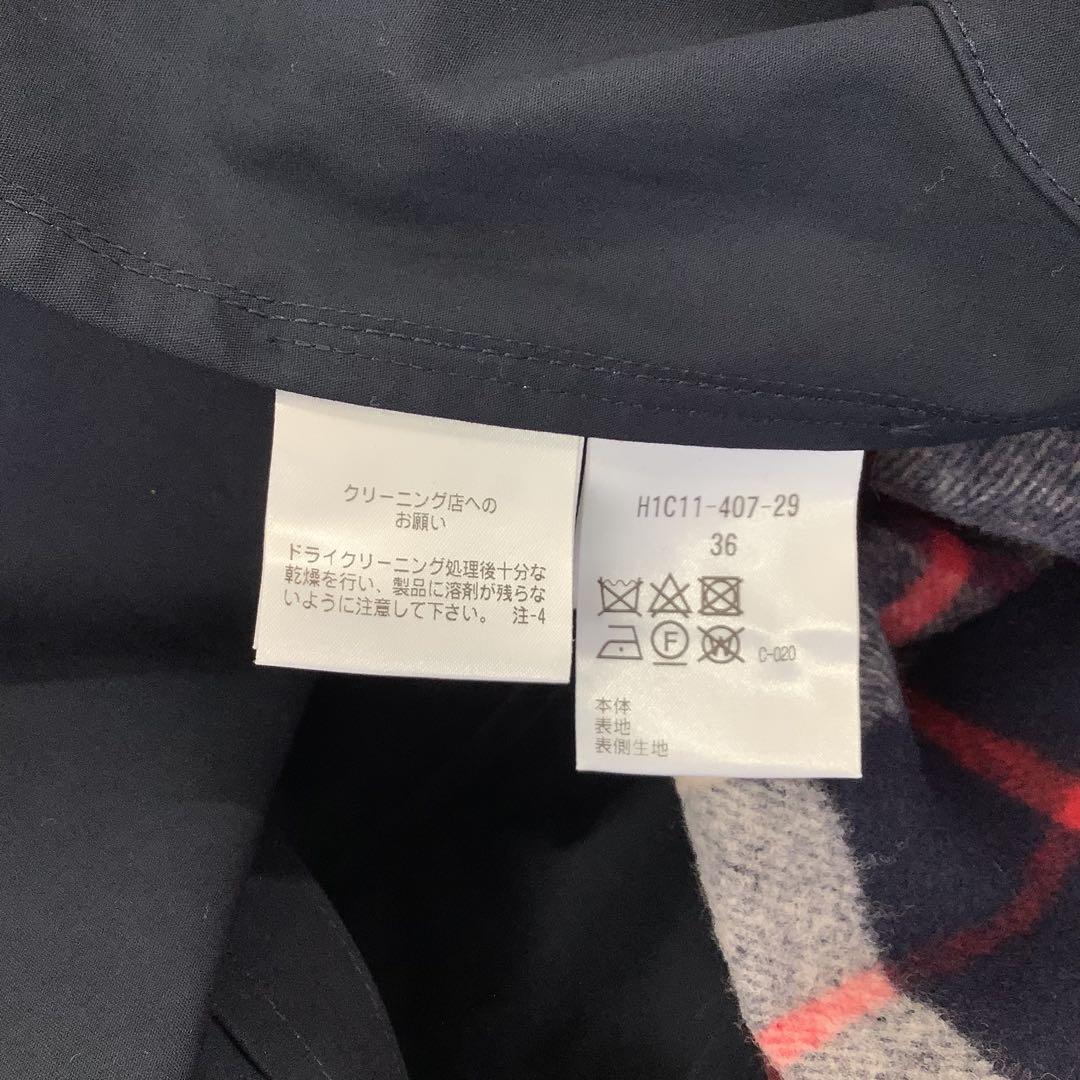 クリーニング店への
お願い
ドライクリーニング処理後十分な
乾燥を行い、製品に溶剤が残らな
いように注意して下さい。 注-4
H1C11-407-29
36
F W C-020
本体
表地
表側生地